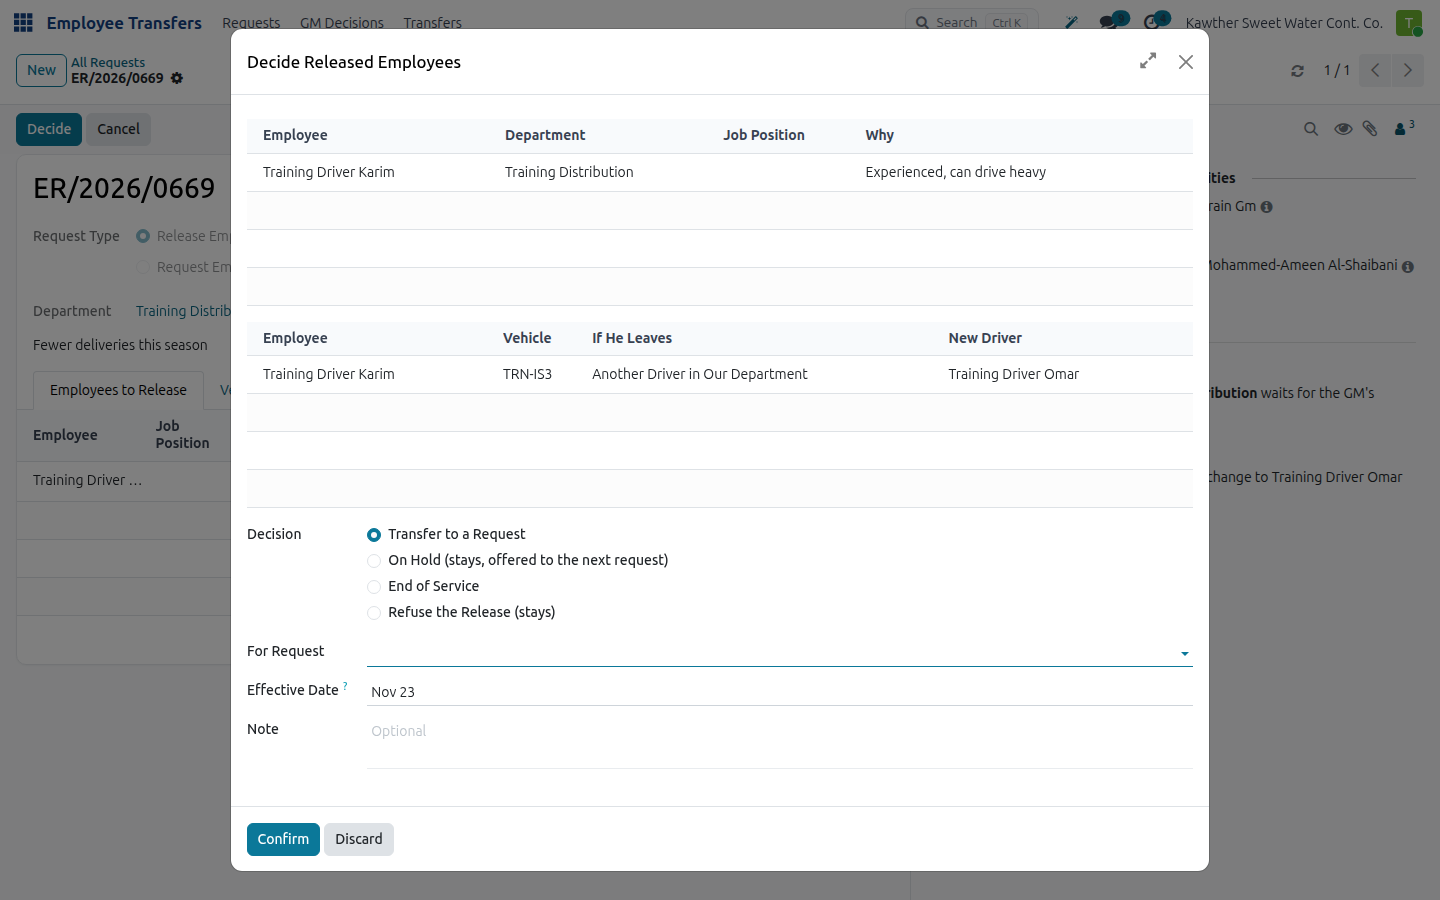 Employee Transfers
Requests
GM Decisions
Transfers
Search
Ctrl K
Kawther Sweet Water Cont. Co.
T
New
All Requests
ER/2026/0669
1 / 1
Decide
Cancel
3
ER/2026/0669
Request Type
Release Emp
Request Em
Department
Training Distrib
Fewer deliveries this season
Employees to Release
Employee
Job Position
Training Driver ...
rain Gm
Mohammed-Ameen Al-Shaibani
ribution waits for the GM's
change to Training Driver Omar
Decide Released Employees
Employee Department Job Position Why
Training Driver Karim Training Distribution Experienced, can drive heavy
Employee Vehicle If He Leaves New Driver
Training Driver Karim TRN-IS3 Another Driver in Our Department Training Driver Omar
Decision
Transfer to a Request
On Hold (stays, offered to the next request)
End of Service
Refuse the Release (stays)
For Request
Effective Date ?
Nov 23
Note
Optional
Confirm
Discard